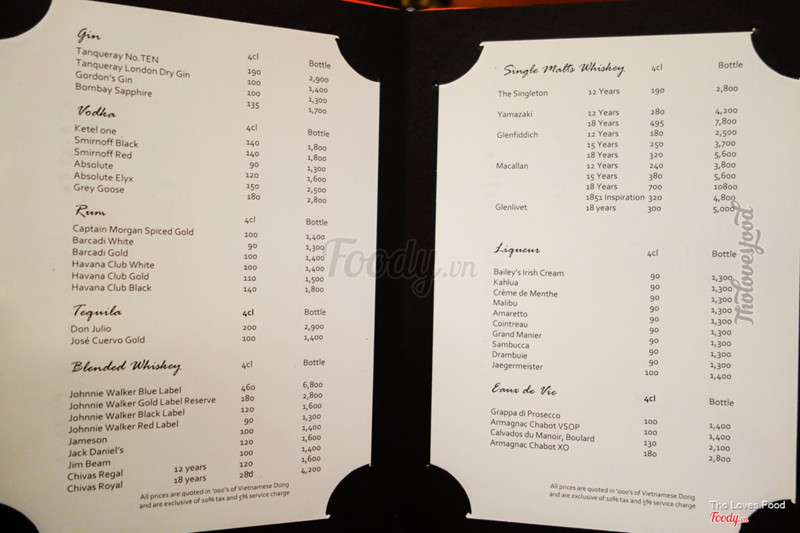 Gin 4cl Bottle
Tanqueray No.TEN 190 2,900
Tanqueray London Dry Gin 100 1,400
Gordon's Gin 100 1,300
Bombay Sapphire 135 1,700
Vodka 4cl Bottle
Ketel one 140 1,800
Smirnoff Black 140 1,800
Smirnoff Red 90 1,300
Absolute 120 1,600
Absolute Elyx 150 2,500
Grey Goose 180 2,800
Rum 4cl Bottle
Captain Morgan Spiced Gold 100 1,400
Barcadi White 90 1,300
Barcadi Gold 100 1,400
Havana Club White 100 1,400
Havana Club Gold 110 1,500
Havana Club Black 140 1,800
Tequila 4cl Bottle
Don Julio 200 2,900
José Cuervo Gold 100 1,400
Blended Whiskey 4cl Bottle
Johnnie Walker Blue Label 460 6,800
Johnnie Walker Gold Label Reserve 180 2,800
Johnnie Walker Black Label 120 1,600
Johnnie Walker Red Label 90 1,300
Jameson 100 1,400
Jack Daniel's 120 1,600
Jim Beam 100 1,400
Chivas Regal 12 years 120 1,600
Chivas Royal 18 years 280 4,200
All prices are quoted in '000's of Vietnamese Dong
and are exclusive of 10% tax and 5% service charge
Single Malts Whiskey 4cl Bottle
The Singleton 12 Years 190 2,800
Yamazaki 12 Years 280 4,200
18 Years 495 7,800
Glenfiddich 12 Years 180 2,500
15 Years 250 3,700
18 Years 320 5,600
Macallan 12 Years 240 3,800
15 Years 380 5,600
18 Years 700 10800
1851 Inspiration 320 4,800
Glenlivet 18 years 300 5,000
Liqueur 4cl Bottle
Bailey's Irish Cream 90 1,300
Kahlua 90 1,300
Crème de Menthe 90 1,300
Malibu 90 1,300
Amaretto 90 1,300
Cointreau 90 1,300
Grand Manier 90 1,300
Sambucca 90 1,300
Drambuie 90 1,300
Jaegermeister 100 1,400
Eaux de Vie 4cl Bottle
Grappa di Prosecco 100 1,400
Armagnac Chabot VSOP 100 1,400
Calvados du Manoir, Boulard 130 2,100
Armagnac Chabot XO 180 2,800
All prices are quoted in '000's of Vietnamese Dong
and are exclusive of 10% tax and 5% service charge
Foody.vn
Tholovesfood
Tho Loves Food
Foody.vn